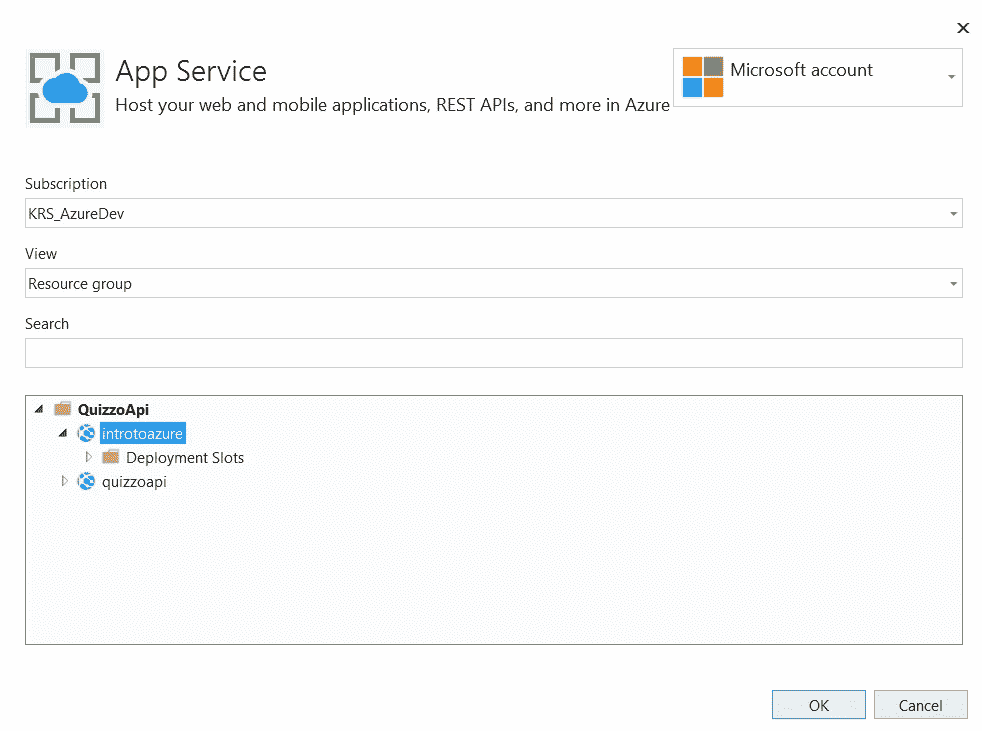 App Service
Host your web and mobile applications, REST APIs, and more in Azure
Microsoft account
Subscription
KRS_AzureDev
View
Resource group
Search
QuizzoApi
introtoazure
Deployment Slots
quizzoapi
OK
Cancel